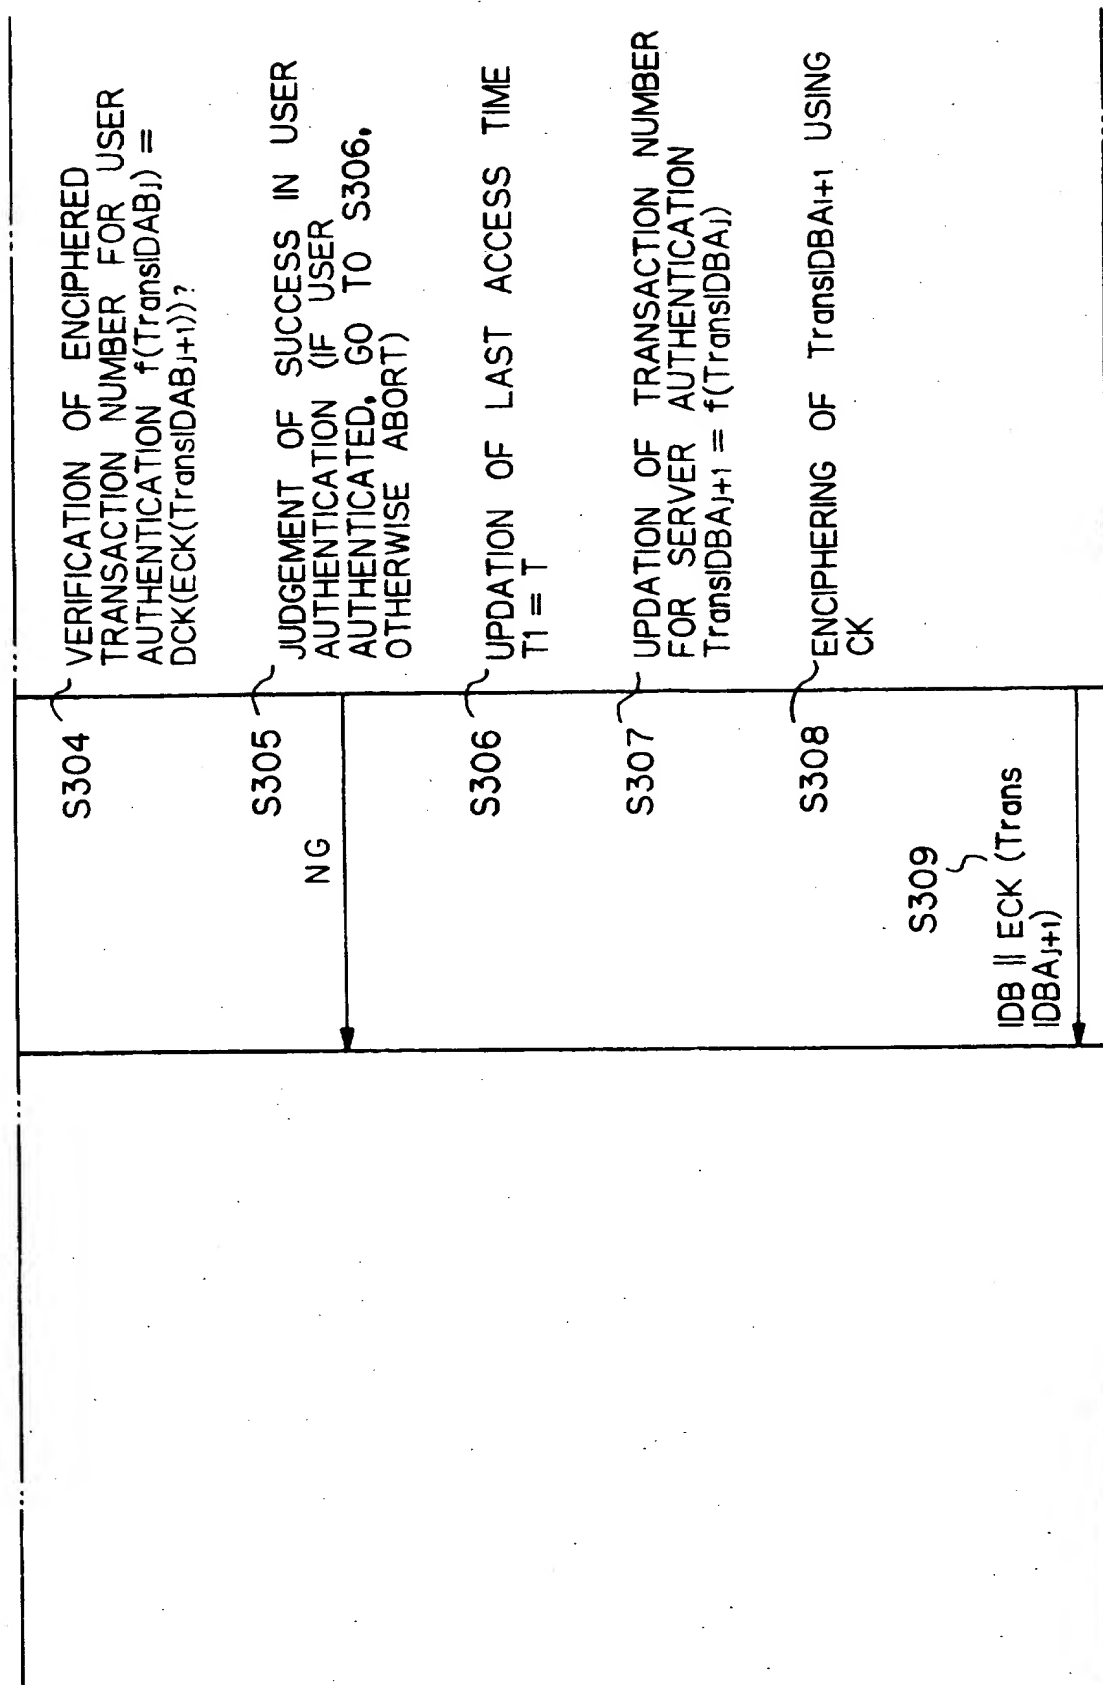 S304
VERIFICATION OF ENCIPHERED
TRANSACTION NUMBER FOR USER
AUTHENTICATION f(TransIDABJ) =
DCK(ECK(TransIDABJ+1))?
S305
JUDGEMENT OF SUCCESS IN USER
AUTHENTICATION (IF USER
AUTHENTICATED, GO TO S306,
OTHERWISE ABORT)
NG
S306
UPDATION OF LAST ACCESS TIME
T1 = T
S307
UPDATION OF TRANSACTION NUMBER
FOR SERVER AUTHENTICATION
TransIDBAJ+1 = f(TransIDBAJ)
S308
ENCIPHERING OF TransIDBAJ+1 USING
CK
S309
IDB || ECK (Trans
IDBAJ+1)